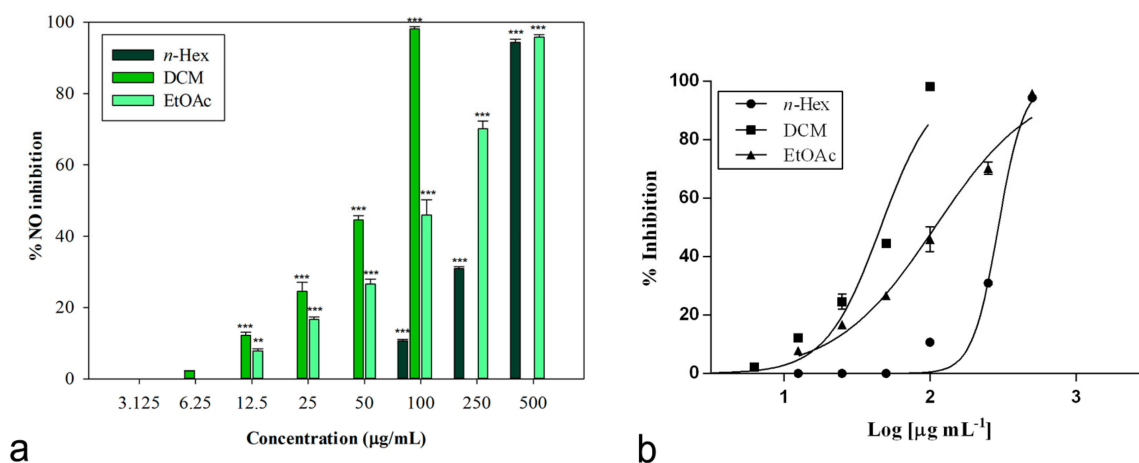 100
80
60
40
20
0
% NO inhibition
n-Hex
DCM
EtOAc
***
**
***
***
***
***
***
***
***
***
***
***
***
***
3.125 6.25 12.5 25 50 100 250 500
Concentration (µg/mL)
a
100
80
60
40
20
0
% Inhibition
n-Hex
DCM
EtOAc
1 2 3
Log [µg mL-1]
b